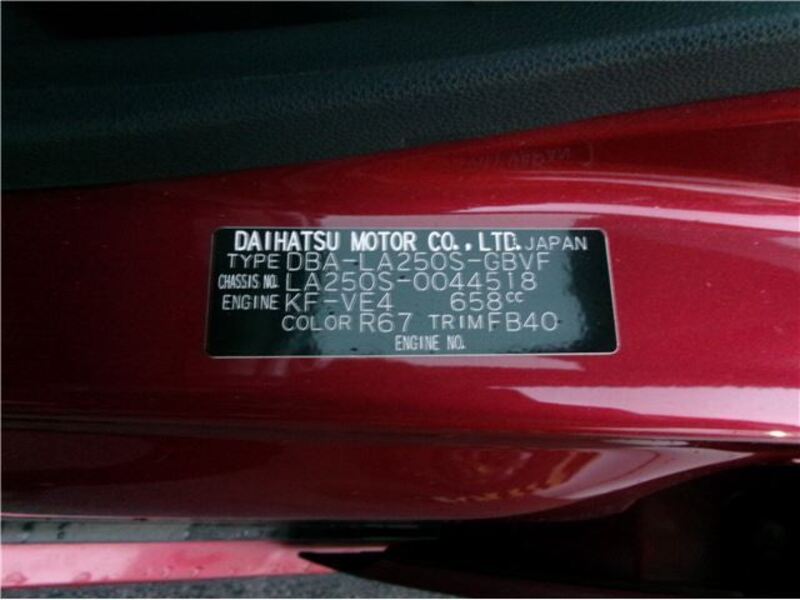 DAIHATSU MOTOR CO., LTD. JAPAN
TYPE DBA-LA250S-GBVF
CHASSIS NO. LA250S-0044518
ENGINE KF-VE4 658cc
COLOR R67 TRIM FB40
ENGINE NO.